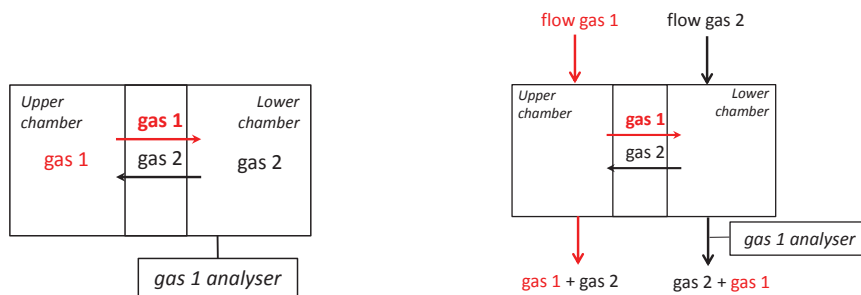 Upper
chamber
Lower
chamber
gas 1
gas 1
gas 2
gas 2
gas 1 analyser
flow gas 1
flow gas 2
Upper
chamber
Lower
chamber
gas 1
gas 2
gas 1 analyser
gas 1 + gas 2
gas 2 + gas 1